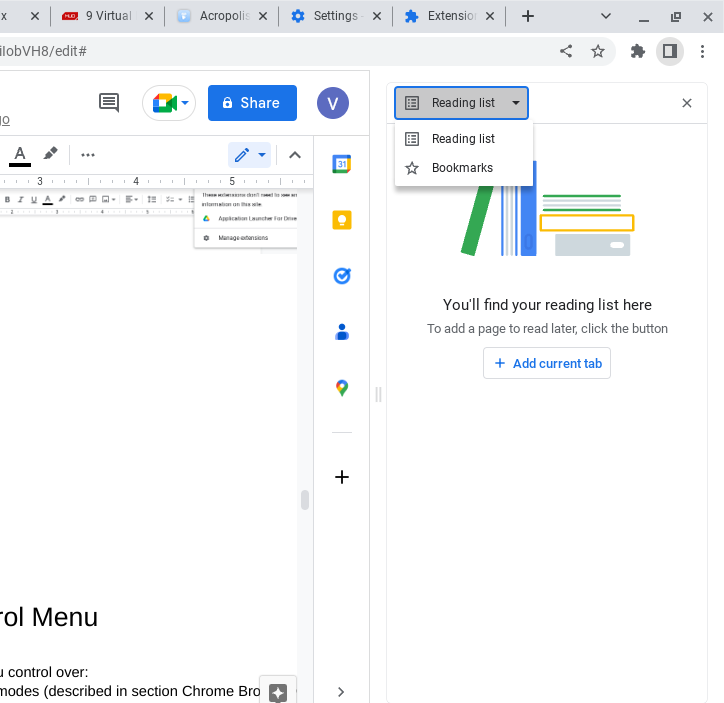 x
9 Virtual
Acropolis
Settings
Extension
iIobVH8/edit#
go
Share
V
Reading list
Reading list
Bookmarks
A
3 4 5
31
B I U A
These extensions don't need to see an
information on this site.
Application Launcher For Drive
Manage extensions
You'll find your reading list here
To add a page to read later, click the button
Add current tab
rol Menu
u control over:
modes (described in section Chrome Bro